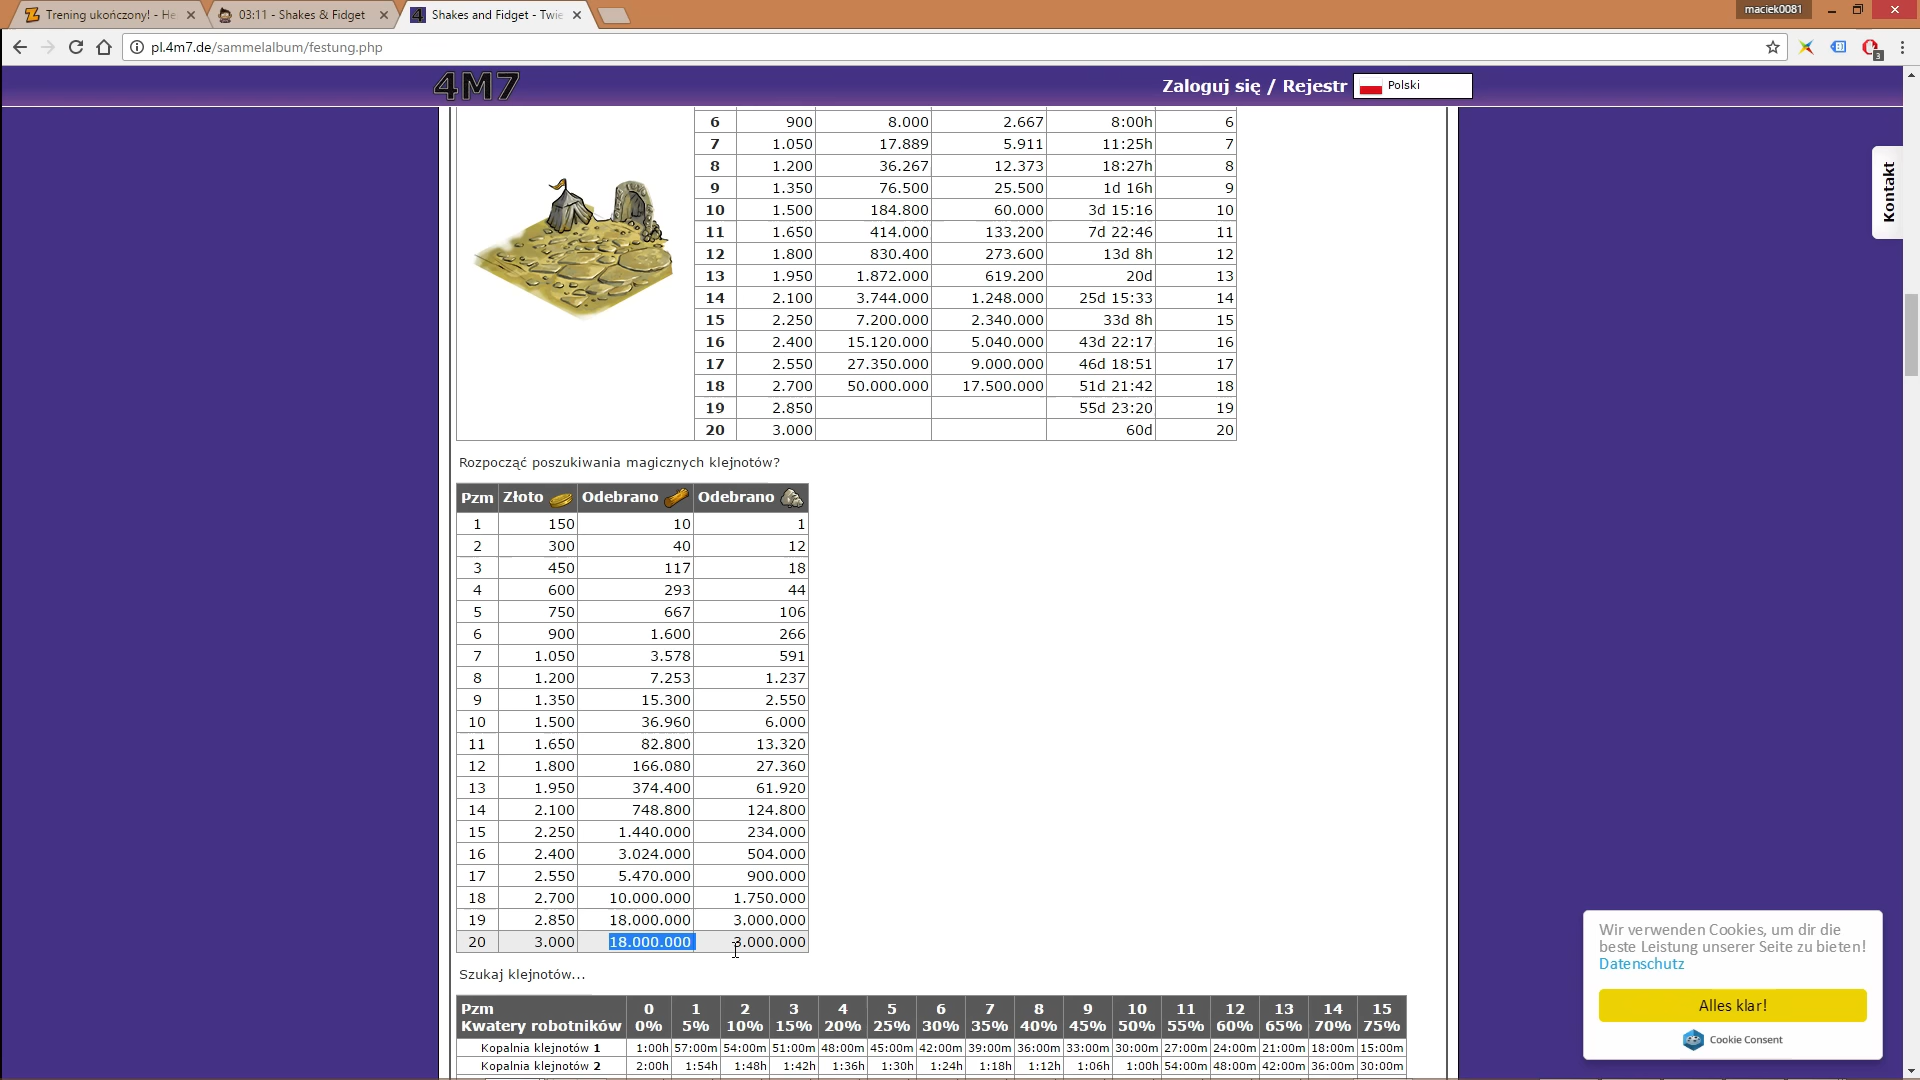 Trening ukończony! - He
03:11 - Shakes & Fidget
Shakes and Fidget - Twie
maciek0081
pl.4m7.de/sammelalbum/festung.php
3
4M7
Zaloguj się / Rejestr
Polski
Kontakt
6 900 8.000 2.667 8:00h 6
7 1.050 17.889 5.911 11:25h 7
8 1.200 36.267 12.373 18:27h 8
9 1.350 76.500 25.500 1d 16h 9
10 1.500 184.800 60.000 3d 15:16 10
11 1.650 414.000 133.200 7d 22:46 11
12 1.800 830.400 273.600 13d 8h 12
13 1.950 1.872.000 619.200 20d 13
14 2.100 3.744.000 1.248.000 25d 15:33 14
15 2.250 7.200.000 2.340.000 33d 8h 15
16 2.400 15.120.000 5.040.000 43d 22:17 16
17 2.550 27.350.000 9.000.000 46d 18:51 17
18 2.700 50.000.000 17.500.000 51d 21:42 18
19 2.850 55d 23:20 19
20 3.000 60d 20
Rozpocząć poszukiwania magicznych klejnotów?
Pzm Złoto Odebrano Odebrano
1 150 10 1
2 300 40 12
3 450 117 18
4 600 293 44
5 750 667 106
6 900 1.600 266
7 1.050 3.578 591
8 1.200 7.253 1.237
9 1.350 15.300 2.550
10 1.500 36.960 6.000
11 1.650 82.800 13.320
12 1.800 166.080 27.360
13 1.950 374.400 61.920
14 2.100 748.800 124.800
15 2.250 1.440.000 234.000
16 2.400 3.024.000 504.000
17 2.550 5.470.000 900.000
18 2.700 10.000.000 1.750.000
19 2.850 18.000.000 3.000.000
20 3.000 18.000.000 3.000.000
Szukaj klejnotów...
Pzm 0 1 2 3 4 5 6 7 8 9 10 11 12 13 14 15
Kwatery robotników 0% 5% 10% 15% 20% 25% 30% 35% 40% 45% 50% 55% 60% 65% 70% 75%
Kopalnia klejnotów 1 1:00h 57:00m 54:00m 51:00m 48:00m 45:00m 42:00m 39:00m 36:00m 33:00m 30:00m 27:00m 24:00m 21:00m 18:00m 15:00m
Kopalnia klejnotów 2 2:00h 1:54h 1:48h 1:42h 1:36h 1:30h 1:24h 1:18h 1:12h 1:06h 1:00h 54:00m 48:00m 42:00m 36:00m 30:00m
Wir verwenden Cookies, um dir die
beste Leistung unserer Seite zu bieten!
Datenschutz
Alles klar!
Cookie Consent